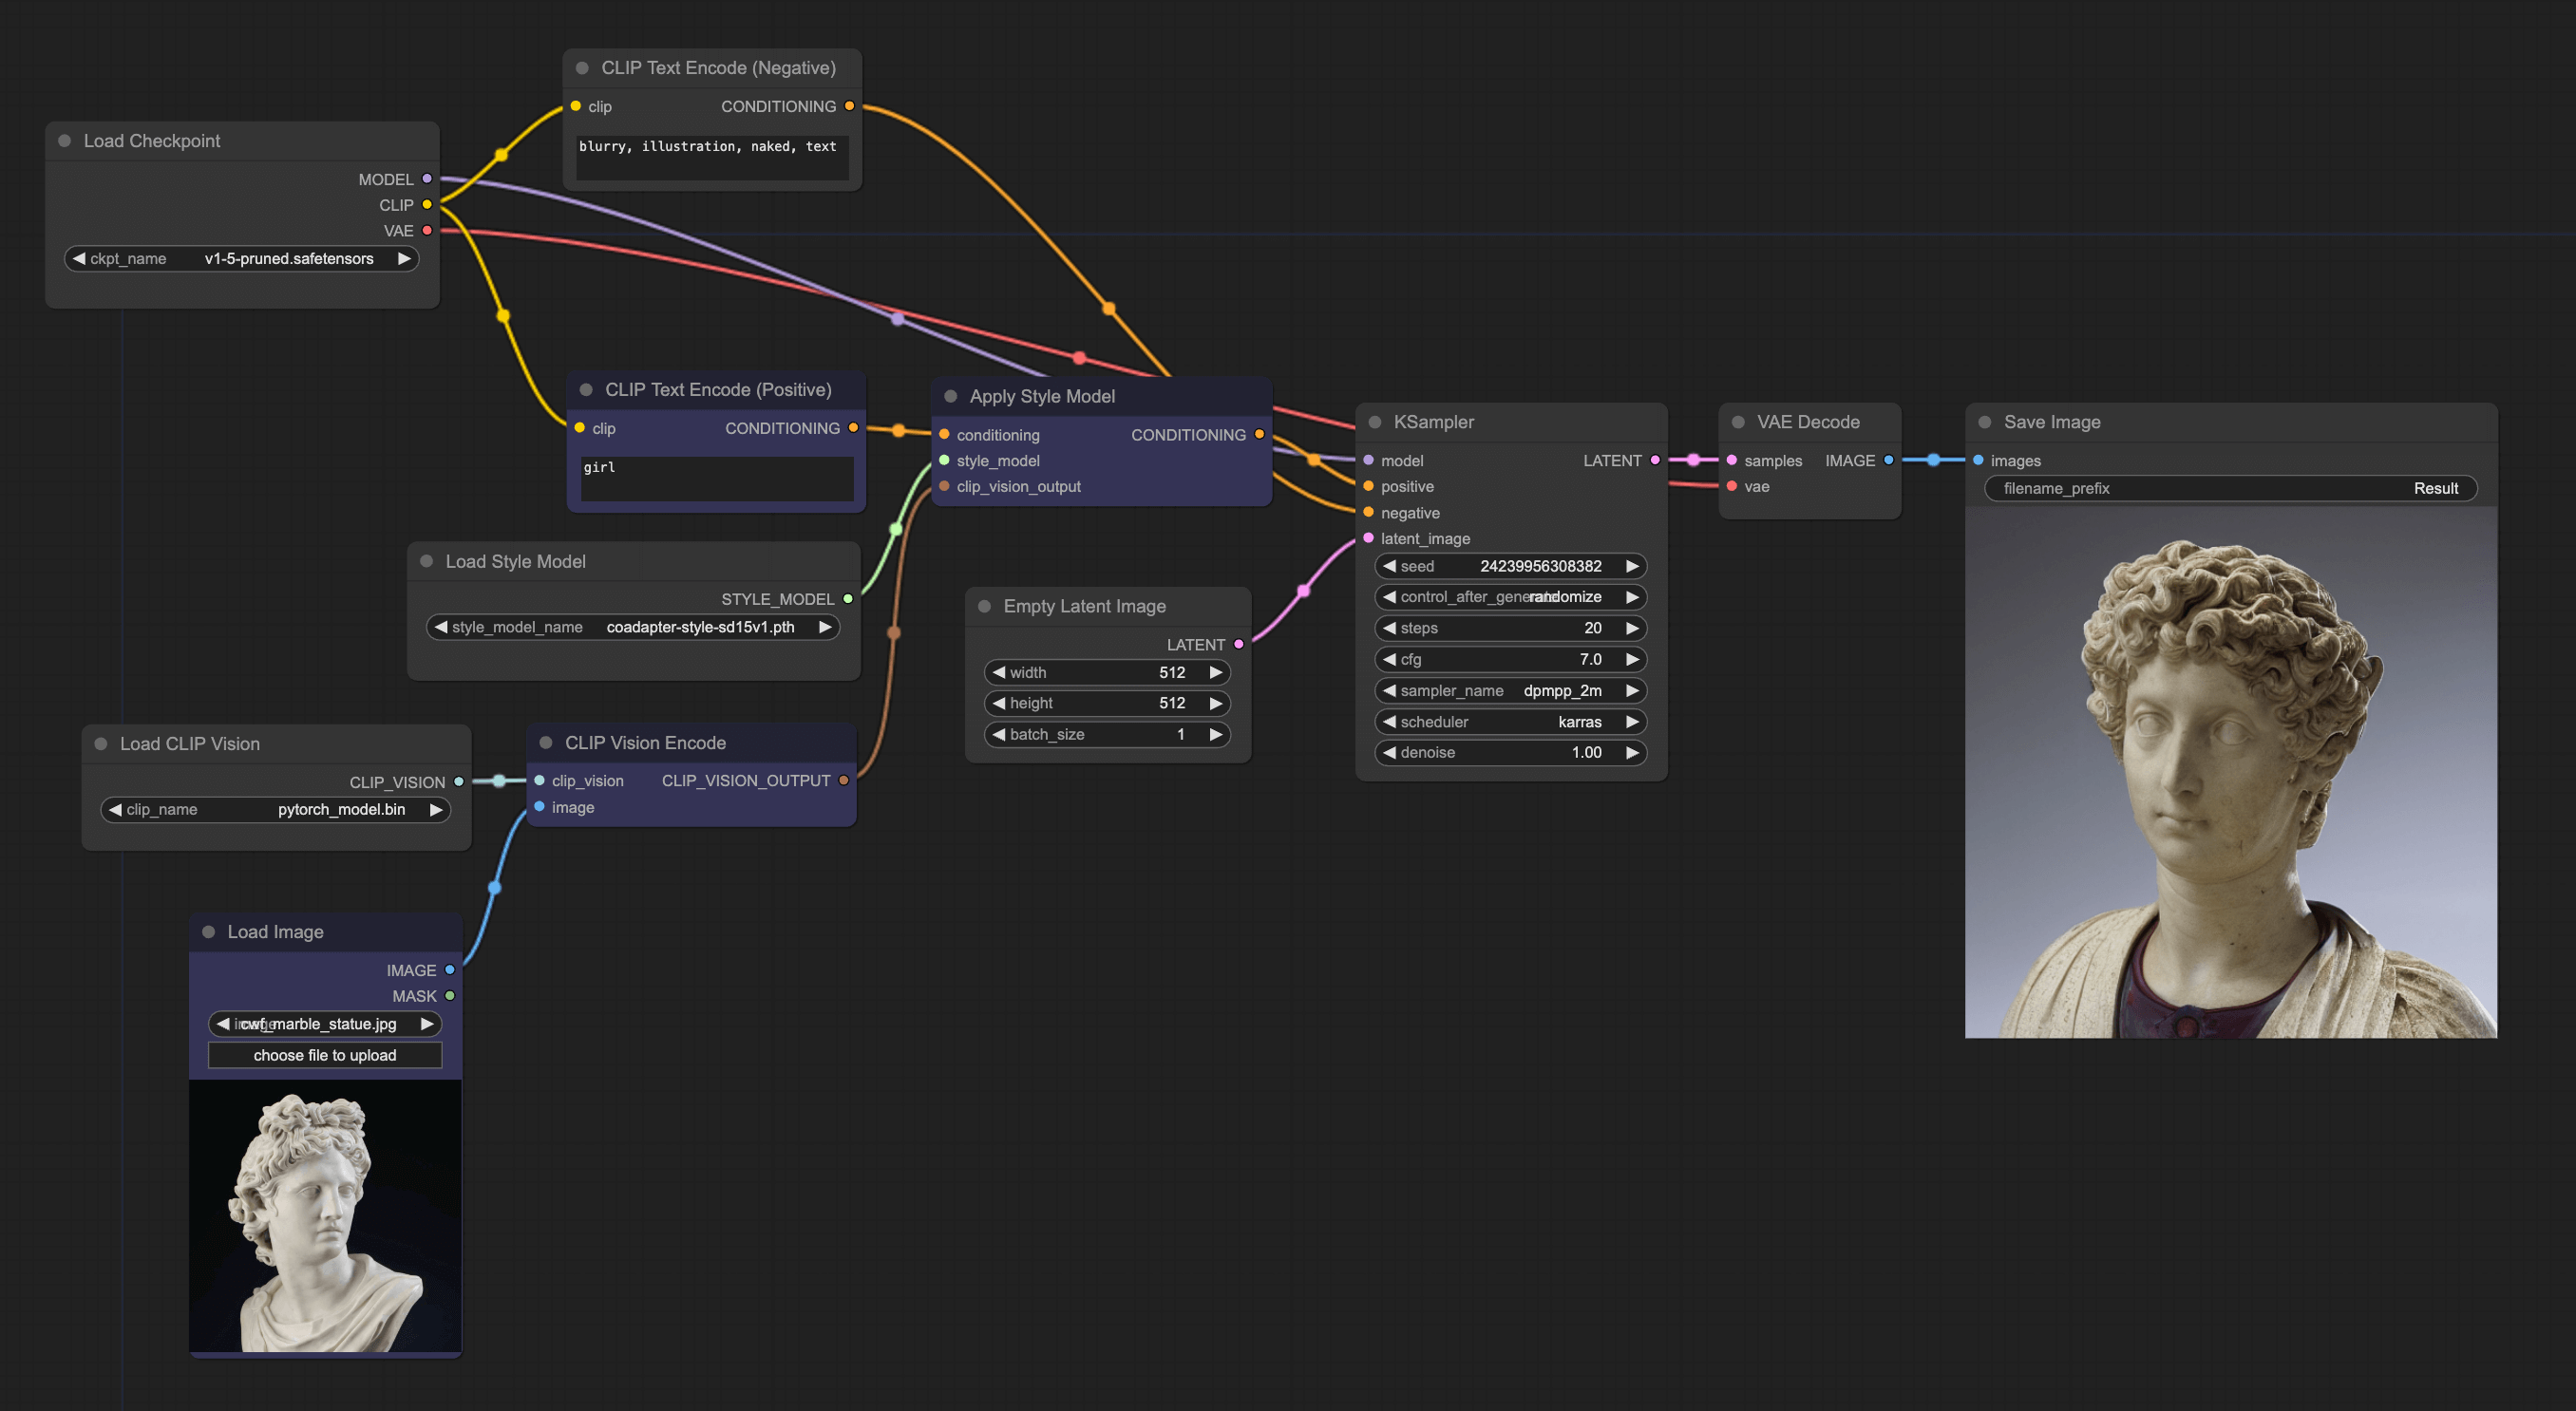 CLIP Text Encode (Negative)
clip CONDITIONING
blurry, illustration, naked, text
Load Checkpoint
MODEL
CLIP
VAE
ckpt_name v1-5-pruned.safetensors
CLIP Text Encode (Positive)
clip CONDITIONING
girl
Apply Style Model
conditioning CONDITIONING
style_model
clip_vision_output
Load Style Model
STYLE_MODEL
style_model_name coadapter-style-sd15v1.pth
Load CLIP Vision
CLIP_VISION
clip_name pytorch_model.bin
CLIP Vision Encode
clip_vision CLIP_VISION_OUTPUT
image
Load Image
IMAGE
MASK
image cwf_marble_statue.jpg
choose file to upload
Empty Latent Image
LATENT
width 512
height 512
batch_size 1
KSampler
model LATENT
positive
negative
latent_image
seed 24239956308382
control_after_generate randomize
steps 20
cfg 7.0
sampler_name dpmpp_2m
scheduler karras
denoise 1.00
VAE Decode
samples IMAGE
vae
Save Image
images
filename_prefix Result